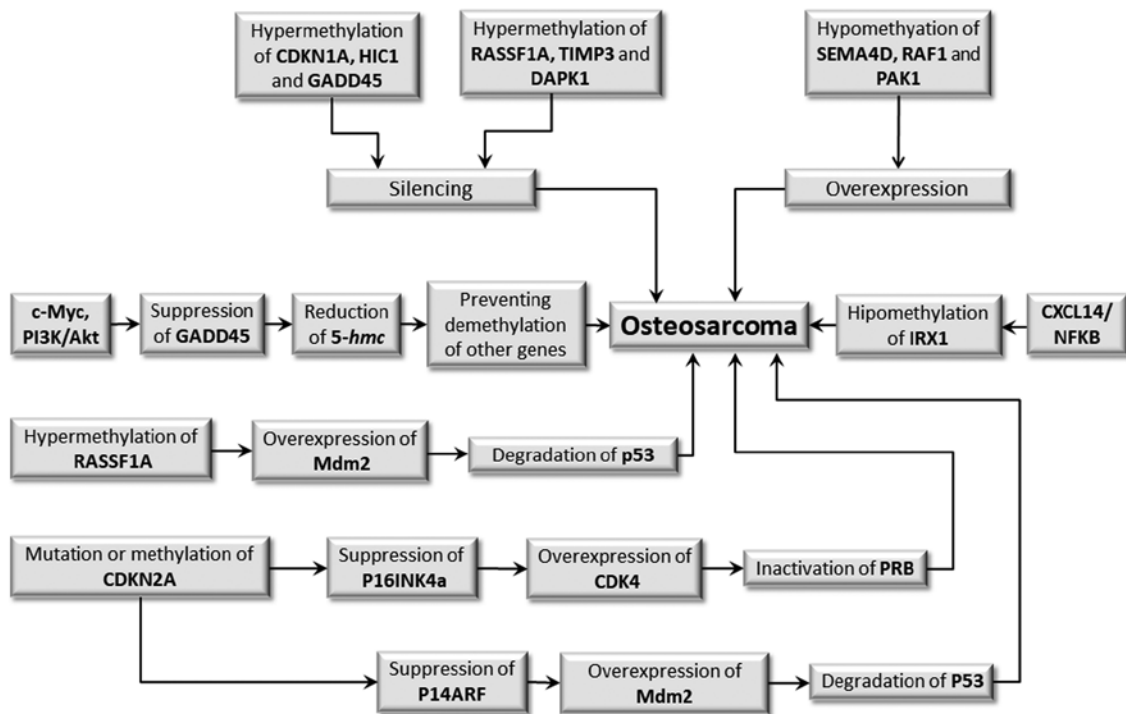 Hypermethylation
of CDKN1A, HIC1
and GADD45
Hypermethylation of
RASSF1A, TIMP3 and
DAPK1
Hypomethyation of
SEMA4D, RAF1 and
PAK1
Silencing
Overexpression
c-Myc,
PI3K/Akt
Suppression
of GADD45
Reduction
of 5-hmc
Preventing
demethylation
of other genes
Osteosarcoma
Hipomethylation
of IRX1
CXCL14/
NFKB
Hypermethylation of
RASSF1A
Overexpression of
Mdm2
Degradation of p53
Mutation or methylation of
CDKN2A
Suppression of
P16INK4a
Overexpression of
CDK4
Inactivation of PRB
Suppression of
P14ARF
Overexpression of
Mdm2
Degradation of P53